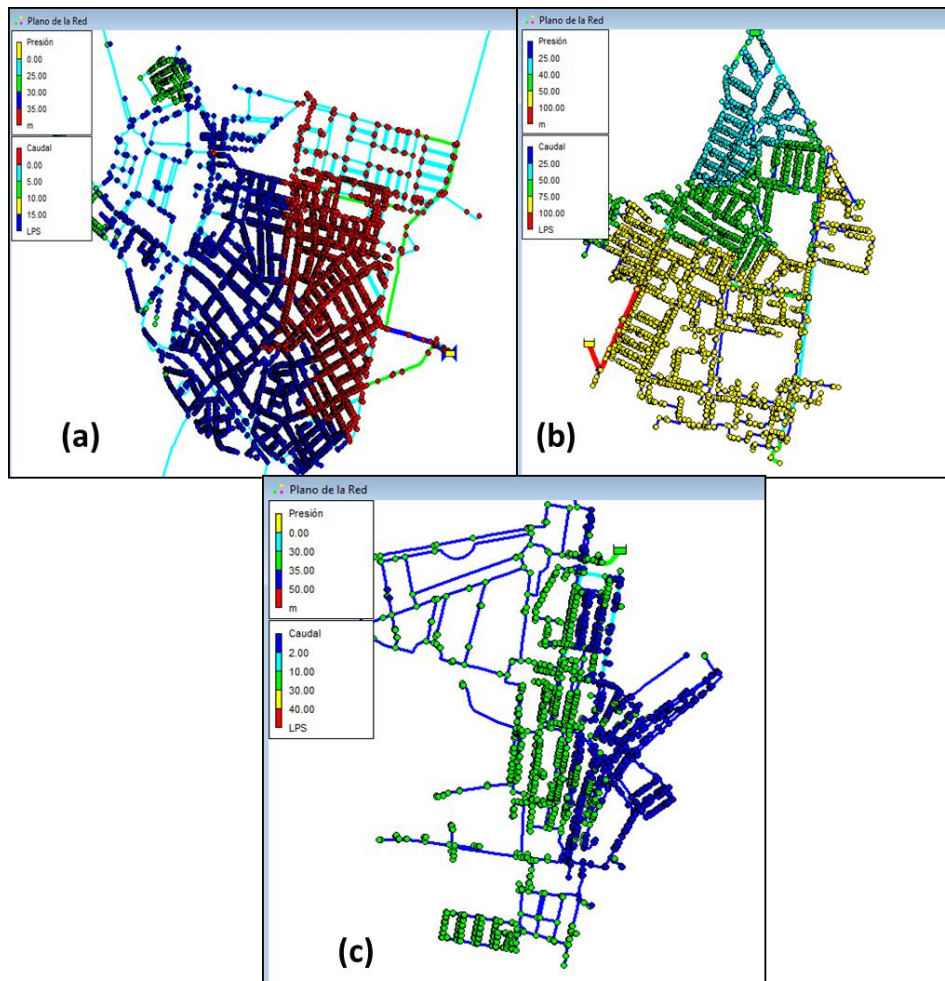 Plano de la Red
Presión
0.00
25.00
30.00
35.00
m
Caudal
0.00
5.00
10.00
15.00
LPS
(a)
Plano de la Red
Presión
25.00
40.00
50.00
100.00
m
Caudal
25.00
50.00
75.00
100.00
LPS
(b)
Plano de la Red
Presión
0.00
30.00
35.00
50.00
m
Caudal
2.00
10.00
30.00
40.00
LPS
(c)